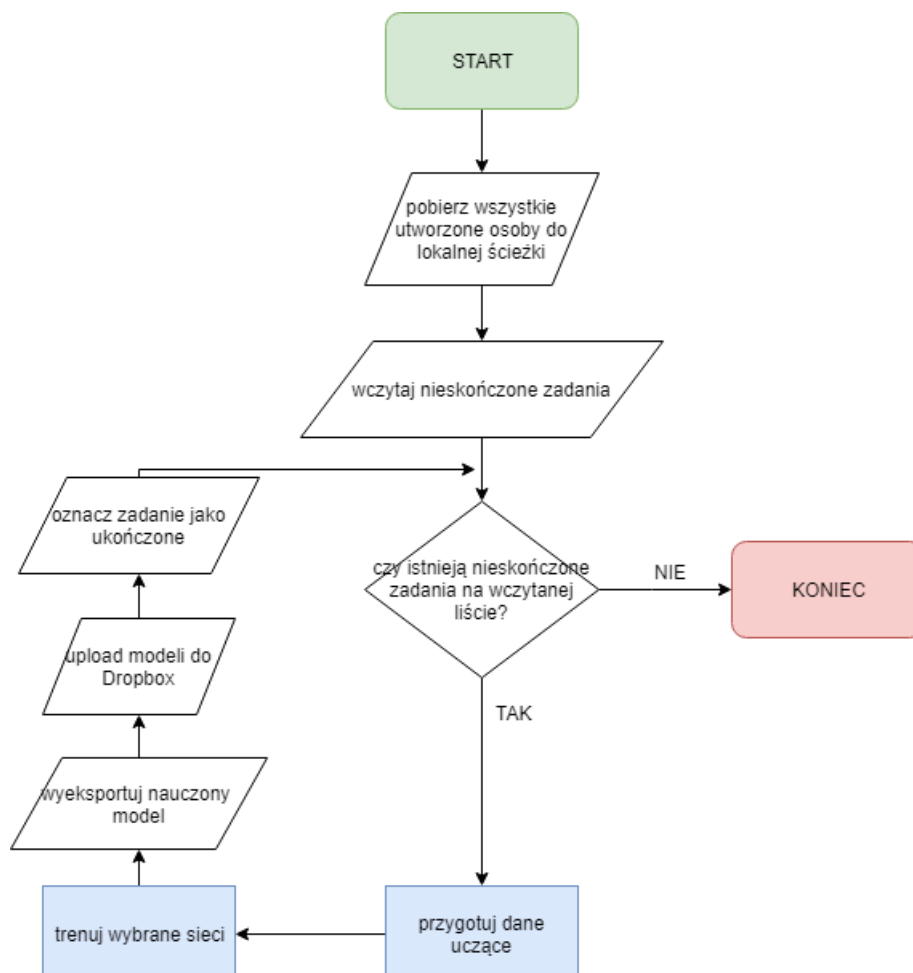 START
pobierz wszystkie
utworzone osoby do
lokalnej ścieżki
wczytaj nieskończone zadania
oznacz zadanie jako
ukończone
czy istnieją nieskończone
zadania na wczytanej
liście?
NIE
KONIEC
upload modeli do
Dropbox
TAK
wyeksportuj nauczony
model
trenuj wybrane sieci
przygotuj dane
uczące